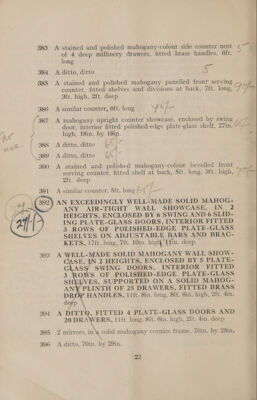 383 A stained and polished mahogany-colour side counter nest
of 4 deep millinery drawers, fitted brass handles, 6ft.
long
5
384 A ditto, ditto
5
385 A stained and polished mahogany panelled front serving
counter, fitted shelves and divisions at back, 7ft. long,
3ft. high, 2ft. deep
386 A similar counter, 6ft. long
387 A mahogany upright counter showcase, enclosed by swing
door, interior fitted polished-edge plate-glass shelf, 27in.
high, 18in. by 18in.
388 A ditto, ditto
389 A ditto, ditto
390 A stained and polished mahogany-colour bevelled front
serving counter, fitted shelf at back, 8ft. long, 3ft. high,
2ft. deep
391 A similar counter, 8ft. long
392 AN EXCEEDINGLY WELL-MADE SOLID MAHOG-
ANY AIR-TIGHT WALL SHOWCASE, IN 2
HEIGHTS, ENCLOSED BY 6 SWING AND 6 SLID-
ING PLATE-GLASS DOORS, INTERIOR FITTED
3 ROWS OF POLISHED-EDGE PLATE-GLASS
SHELVES ON ADJUSTABLE BARS AND BRAC-
KETS, 17ft. long, 7ft. 10in. high, 11in. deep
393 A WELL-MADE SOLID MAHOGANY WALL SHOW-
CASE, IN 2 HEIGHTS, ENCLOSED BY 5 PLATE-
GLASS SWING DOORS, INTERIOR FITTED
3 ROWS OF POLISHED-EDGE PLATE-GLASS
SHELVES, SUPPORTED ON A SOLID MAHOG-
ANY PLINTH OF 25 DRAWERS, FITTED BRASS
DROP HANDLES, 11ft. 8in. long, 8ft. 6in. high, 2ft. 4in.
deep
394 A DITTO, FITTED 4 PLATE-GLASS DOORS AND
20 DRAWERS, 11ft. long, 8ft. 6in. high, 2ft. 4in. deep
395 2 mirrors, in a solid mahogany cornice frame, 70in. by 28in.
396 A ditto, 70in. by 28in.
22